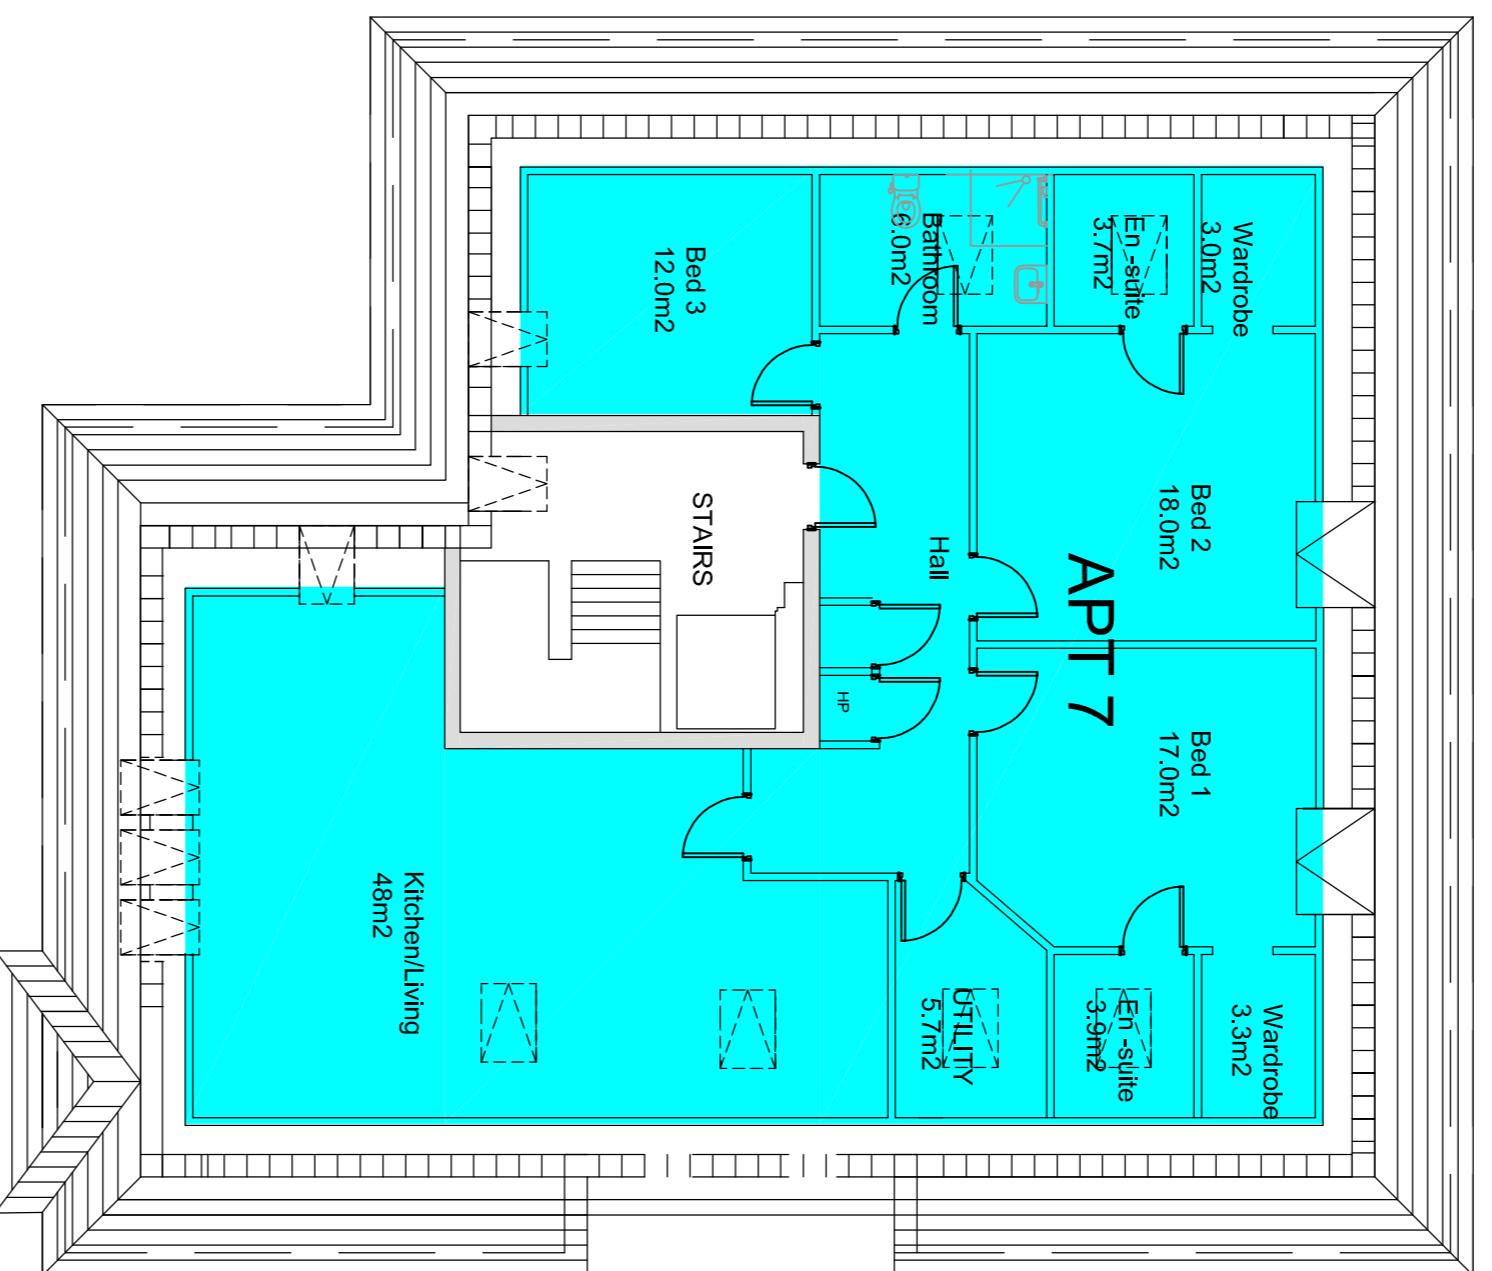 Wardrobe
3.0m2
En -suite
3.7m2
Bathroom
6.0m2
Bed 3
12.0m2
Bed 2
18.0m2
Hall
STAIRS
APT 7
HP
Bed 1
17.0m2
Kitchen/Living
48m2
UTILITY
5.7m2
En -suite
3.9m2
Wardrobe
3.3m2